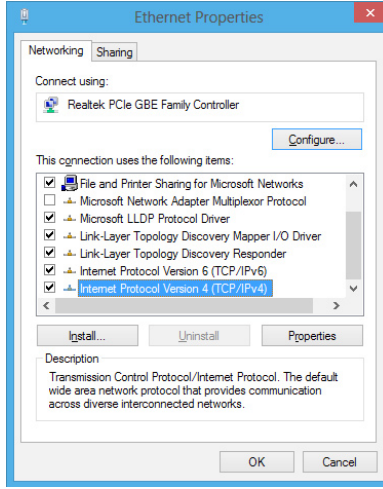 Ethernet Properties
Networking
Sharing
Connect using:
Realtek PCIe GBE Family Controller
Configure...
This connection uses the following items:
File and Printer Sharing for Microsoft Networks
Microsoft Network Adapter Multiplexor Protocol
Microsoft LLDP Protocol Driver
Link-Layer Topology Discovery Mapper I/O Driver
Link-Layer Topology Discovery Responder
Internet Protocol Version 6 (TCP/IPv6)
Internet Protocol Version 4 (TCP/IPv4)
Install...
Uninstall
Properties
Description
Transmission Control Protocol/Internet Protocol. The default
wide area network protocol that provides communication
across diverse interconnected networks.
OK
Cancel